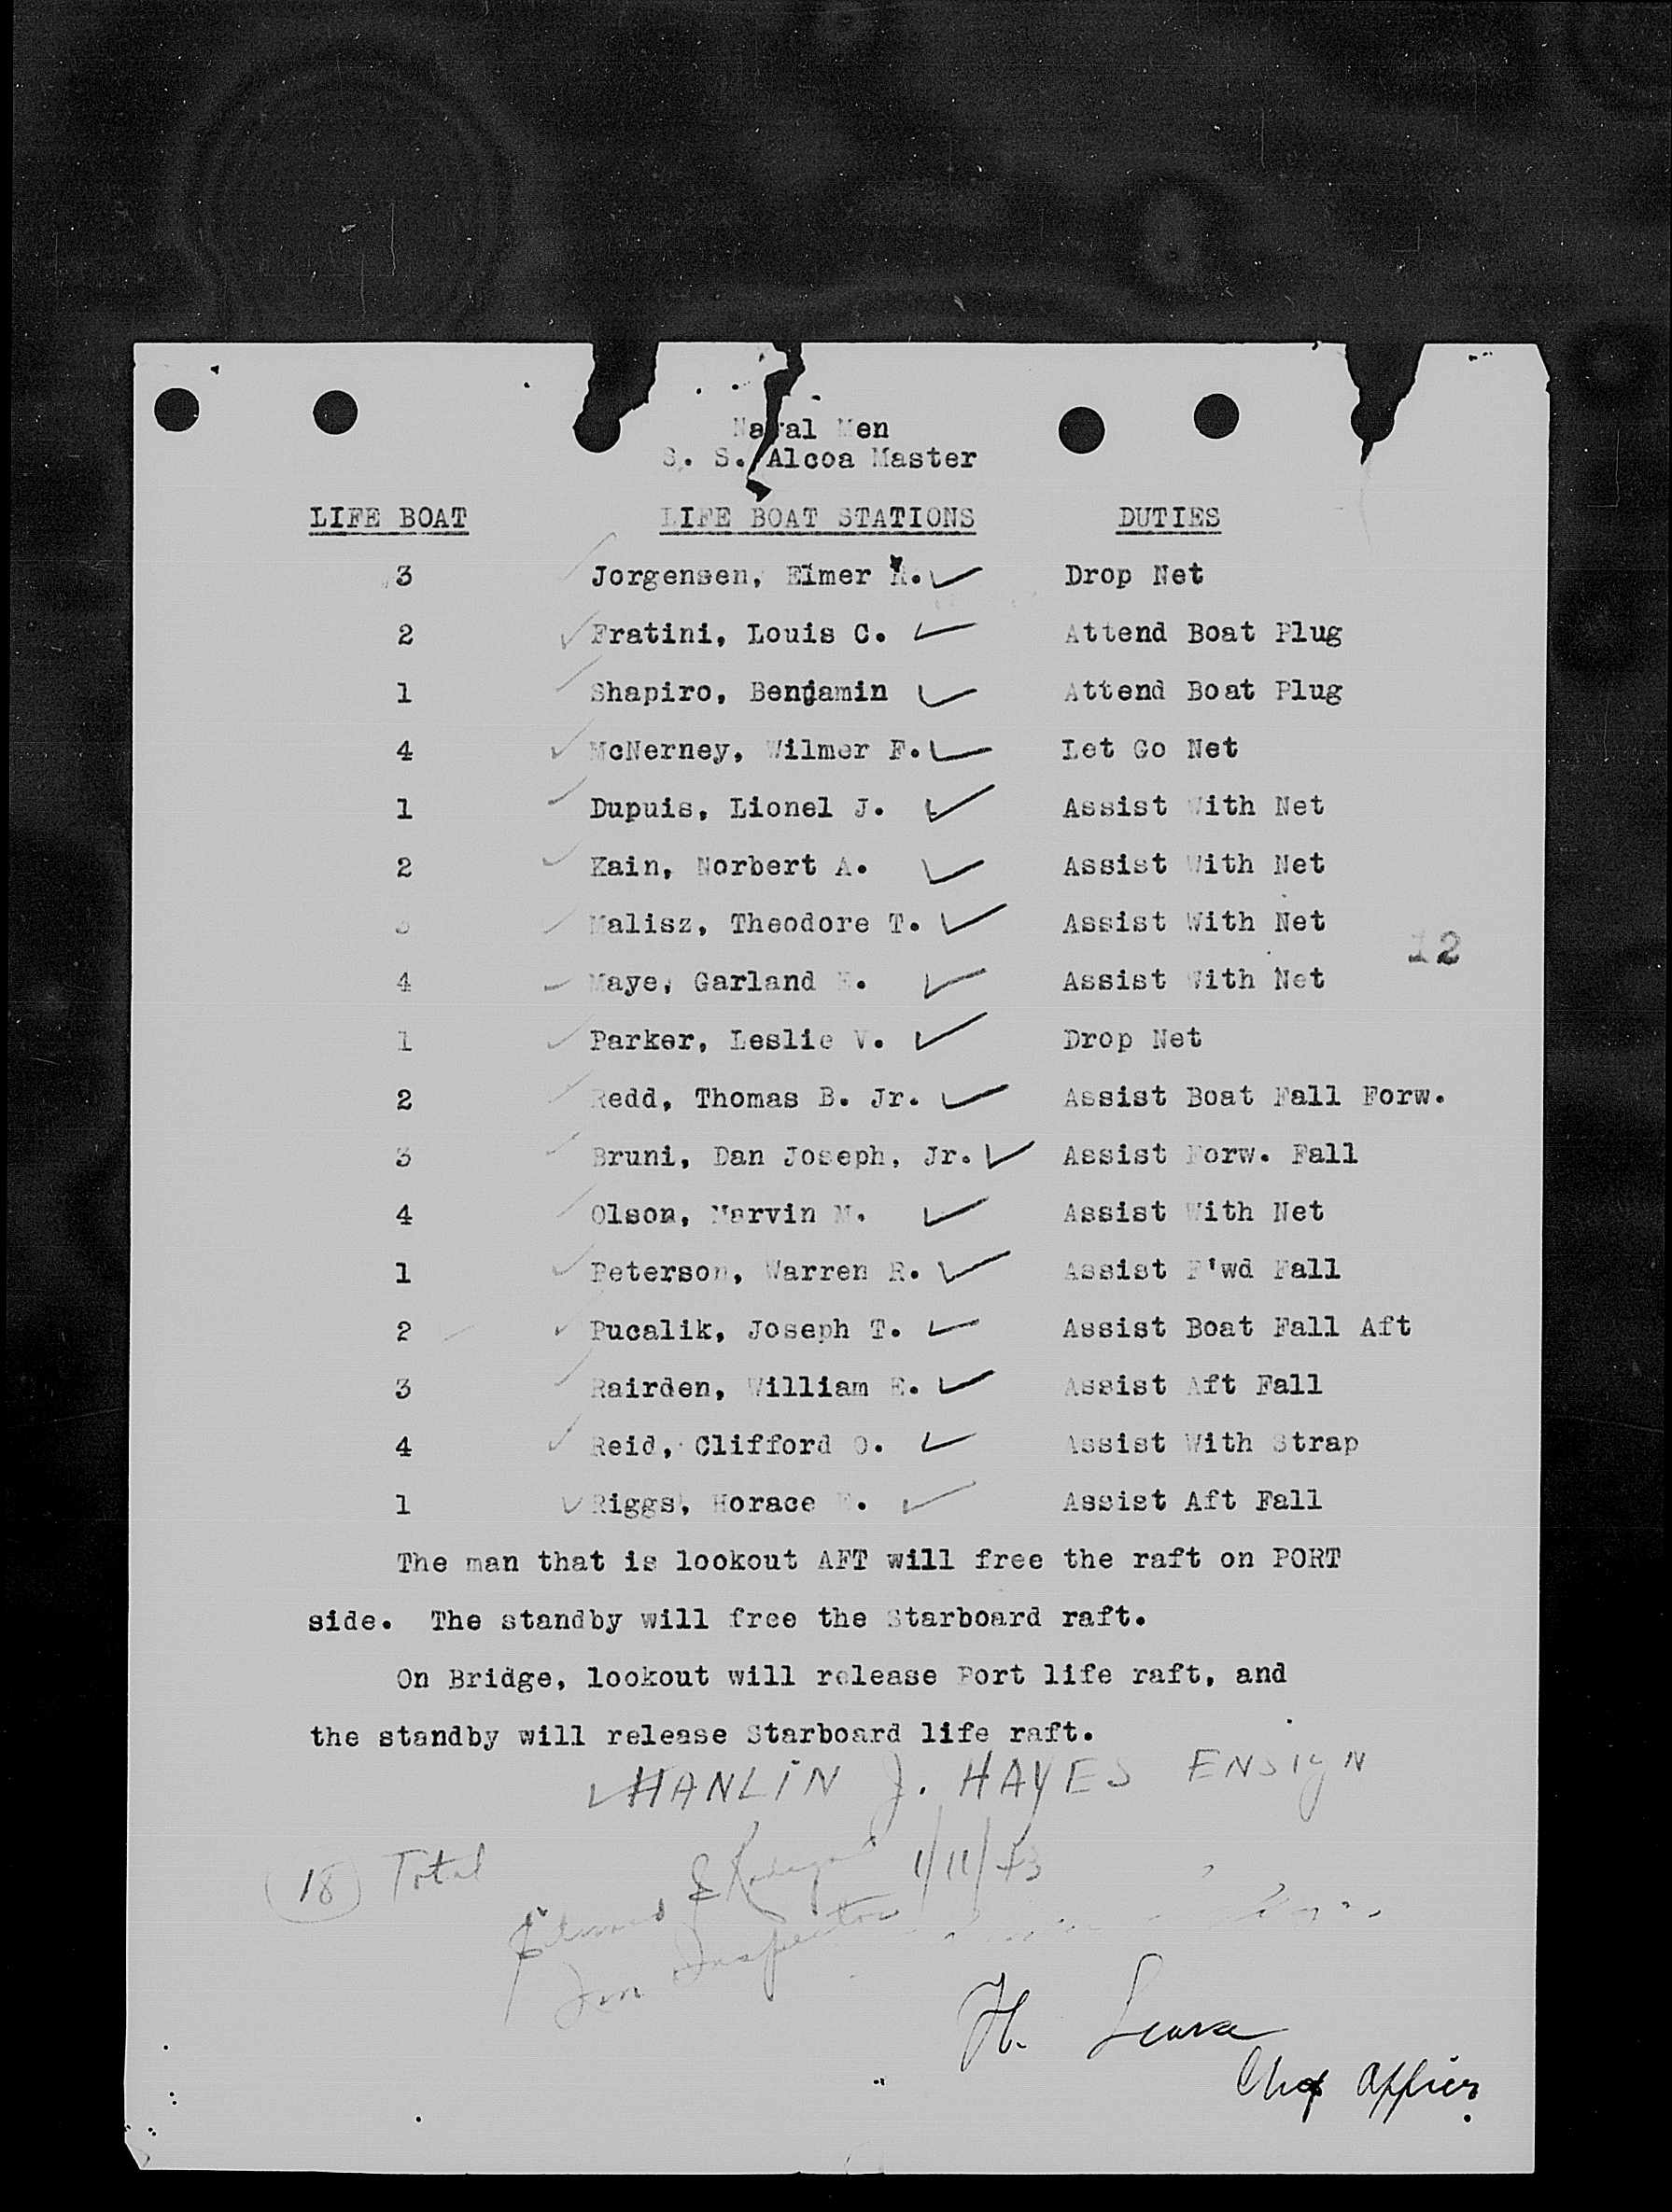 Naval Men
S. S. Alcoa Master
LIFE BOAT LIFE BOAT STATIONS DUTIES
3 Jorgensen, Elmer A. Drop Net
2 Fratini, Louis C. Attend Boat Plug
1 Shapiro, Benjamin Attend Boat Plug
4 McNerney, Wilmer F. Let Go Net
1 Dupuis, Lionel J. Assist With Net
2 Kain, Norbert A. Assist With Net
3 Malisz, Theodore T. Assist With Net
12
4 Maye, Garland Assist With Net
1 Parker, Leslie V. Drop Net
2 Redd, Thomas B. Jr. Assist Boat Fall Forw.
3 Bruni, Dan Joseph, Jr. Assist Forw. Fall
4 Olson, Marvin M. Assist With Net
1 Peterson, Warren R. Assist F'wd Fall
2 Pucalik, Joseph T. Assist Boat Fall Aft
3 Rairden, William E. Assist Aft Fall
4 Reid, Clifford O. Assist With Strap
1 Riggs, Horace Assist Aft Fall
The man that is lookout AFT will free the raft on PORT
side. The standby will free the Starboard raft.
On Bridge, lookout will release Port life raft, and
the standby will release Starboard life raft.
HANLIN J. HAYES ENSIGN
18 Total 1/11/43
Inspector
H.
Chief Officer